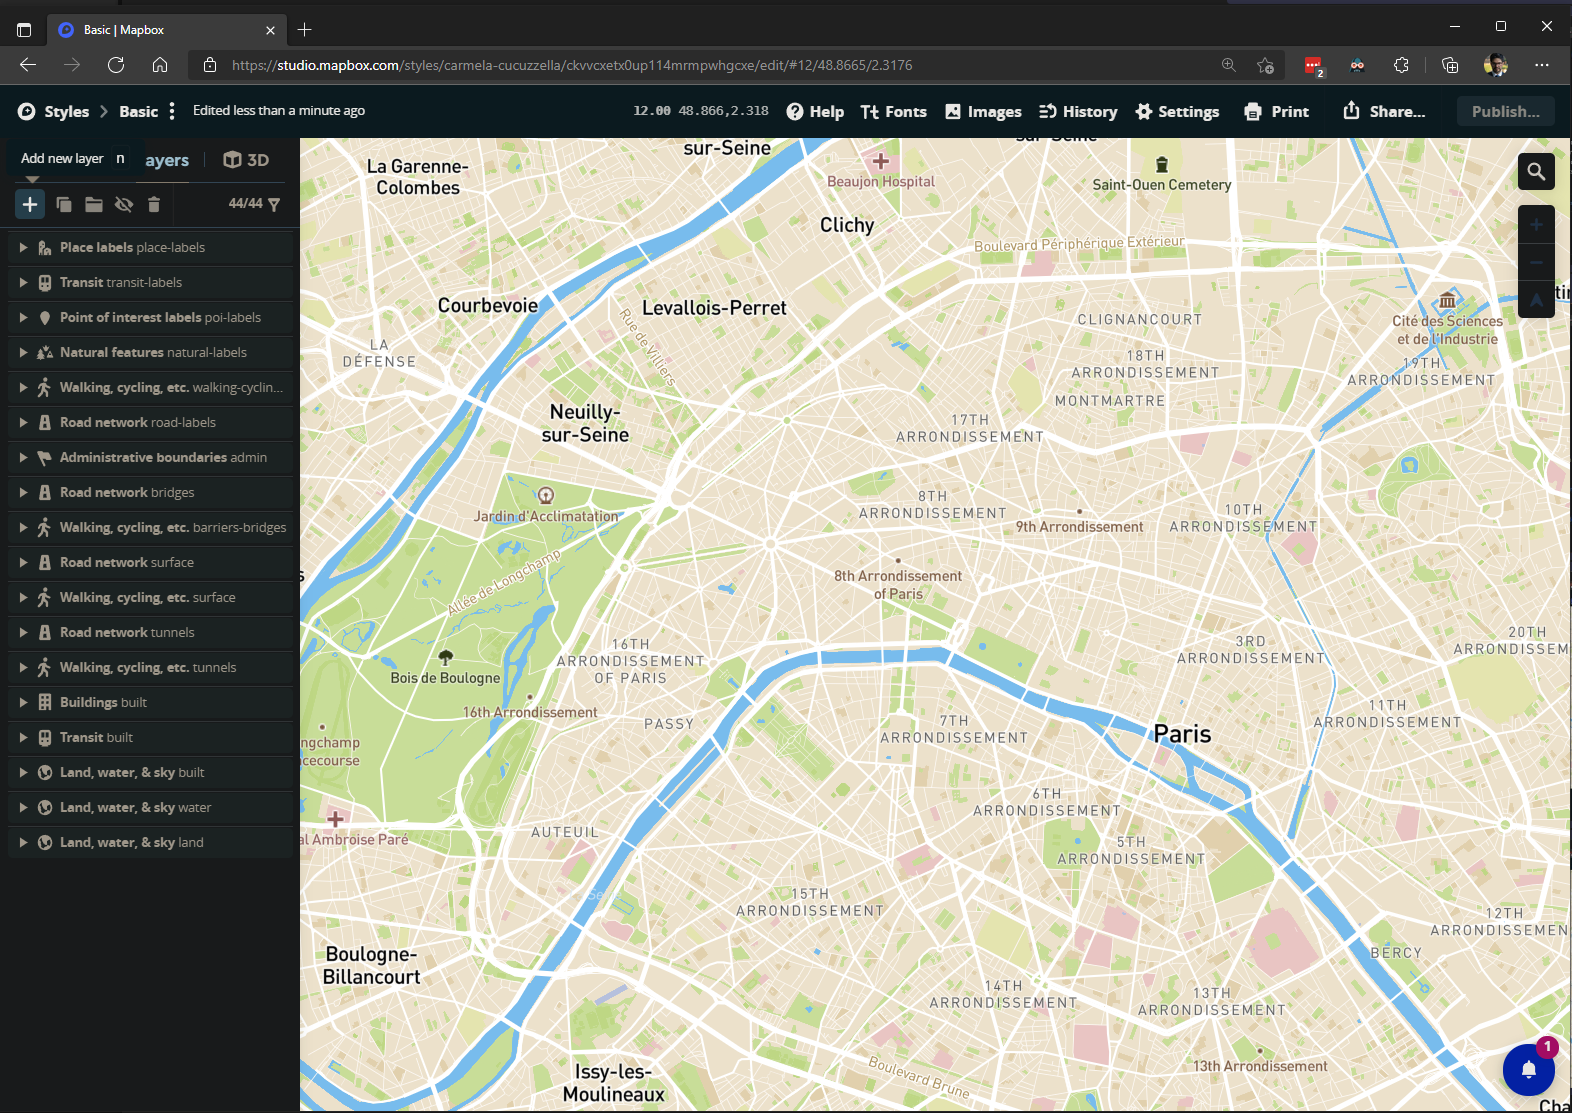 Basic | Mapbox
https://studio.mapbox.com/styles/carmela-cucuzzella/ckvvcxetx0up114mrmpwhgcxe/edit/#12/48.8665/2.3176
2
Styles
Basic
Edited less than a minute ago
12.00 48.866,2.318
Help
Fonts
Images
History
Settings
Print
Share...
Publish...
Add new layer n
ayers
3D
44/44
Place labels place-labels
Transit transit-labels
Point of interest labels poi-labels
Natural features natural-labels
Walking, cycling, etc. walking-cyclin...
Road network road-labels
Administrative boundaries admin
Road network bridges
Walking, cycling, etc. barriers-bridges
Road network surface
Walking, cycling, etc. surface
Road network tunnels
Walking, cycling, etc. tunnels
Buildings built
Transit built
Land, water, & sky built
Land, water, & sky water
Land, water, & sky land
La Garenne-
Colombes
sur-Seine
Beaujon Hospital
sur-Seine
Saint-Ouen Cemetery
Clichy
Boulevard Périphérique Extérieur
Courbevoie
Levallois-Perret
Rue de Villiers
CLIGNANCOURT
Cité des Sciences
et de l'Industrie
LA
DÉFENSE
18TH
ARRONDISSEMENT
19TH
ARRONDISSEMENT
MONTMARTRE
Neuilly-
sur-Seine
17TH
ARRONDISSEMENT
Jardin d'Acclimatation
8TH
ARRONDISSEMENT
9th Arrondissement
10TH
ARRONDISSEMENT
Allée de Longchamp
8th Arrondissement
of Paris
16TH
ARRONDISSEMENT
OF PARIS
3RD
ARRONDISSEMENT
20TH
ARRONDISSEM
Bois de Boulogne
16th Arrondissement
PASSY
7TH
ARRONDISSEMENT
Paris
11TH
ARRONDISSEMENT
ngchamp
cecourse
6TH
ARRONDISSEMENT
al Ambroise Paré
AUTEUIL
5TH
ARRONDISSEMENT
15TH
ARRONDISSEMENT
12TH
ARRONDISSEMEN
Boulogne-
Billancourt
BERCY
14TH
ARRONDISSEMENT
13TH
ARRONDISSEMENT
Issy-les-
Moulineaux
Boulevard Brune
13th Arrondissement
1
Cha